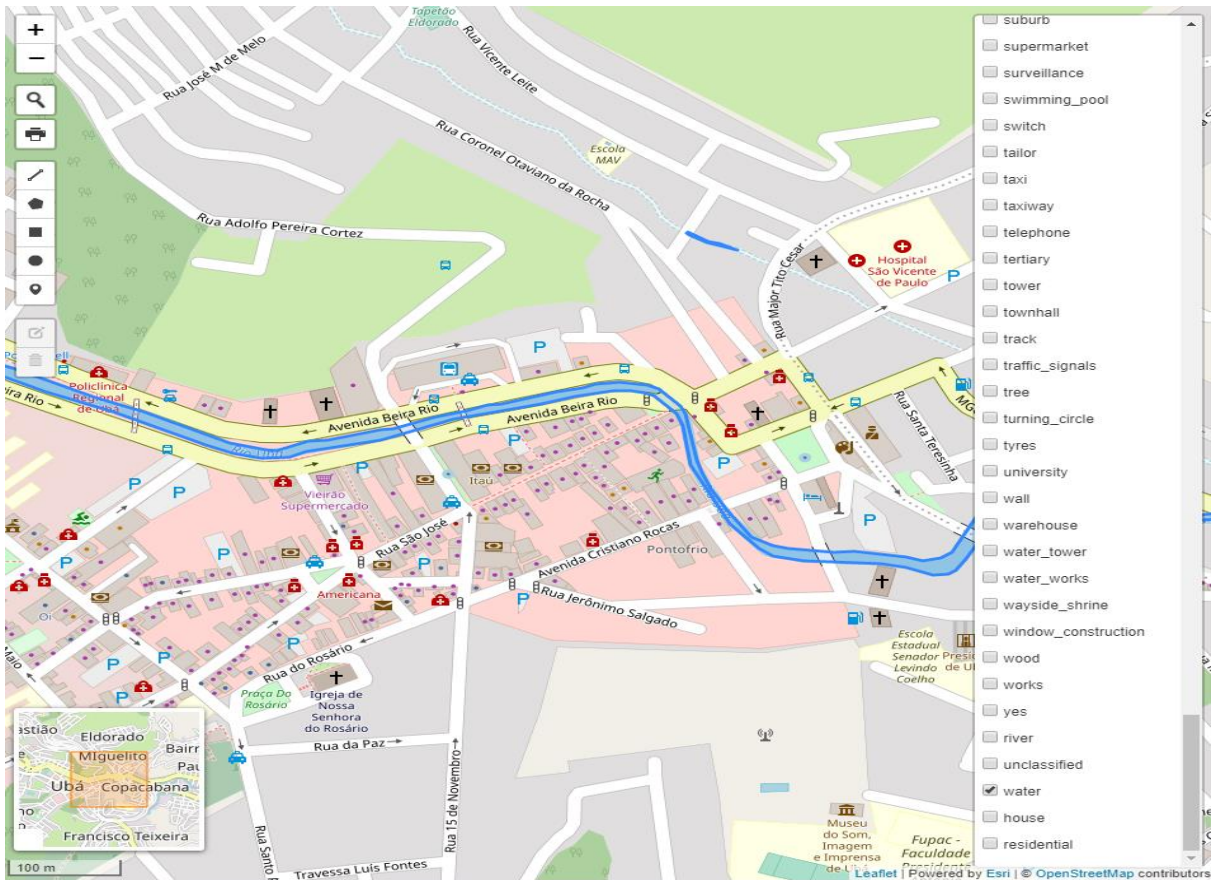 +
−
Tapetão
Eldorado
Rua José M de Melo
Rua Vicente Leite
Rua Coronel Otaviano da Rocha
Escola
MAV
Rua Adolfo Pereira Cortez
Rua Major Tito Cesar
Hospital
São Vicente
de Paulo
P
P
Policlínica
Regional
de Ubá
Avenida Beira Rio
Avenida Beira Rio
Rua Santa Teresinha
Itaú
Vieirão
Supermercado
Rua São José
Avenida Cristiano Rocas
Pontofrio
Americana
Oi
Rua Jerônimo Salgado
Rua do Rosário
Praça Do
Rosário
Igreja de
Nossa
Senhora
do Rosário
Escola
Estadual
Senador
Levindo
Coelho
Rua da Paz
Rua 15 de Novembro
Travessa Luís Fontes
Museu
do Som,
Imagem
e Imprensa
Fupac -
Faculdade
Eldorado
MIguelito
Ubá
Copacabana
Francisco Teixeira
100 m
suburb
supermarket
surveillance
swimming_pool
switch
tailor
taxi
taxiway
telephone
tertiary
tower
townhall
track
traffic_signals
tree
turning_circle
tyres
university
wall
warehouse
water_tower
water_works
wayside_shrine
window_construction
wood
works
yes
river
unclassified
water
house
residential
Leaflet | Powered by Esri | © OpenStreetMap contributors